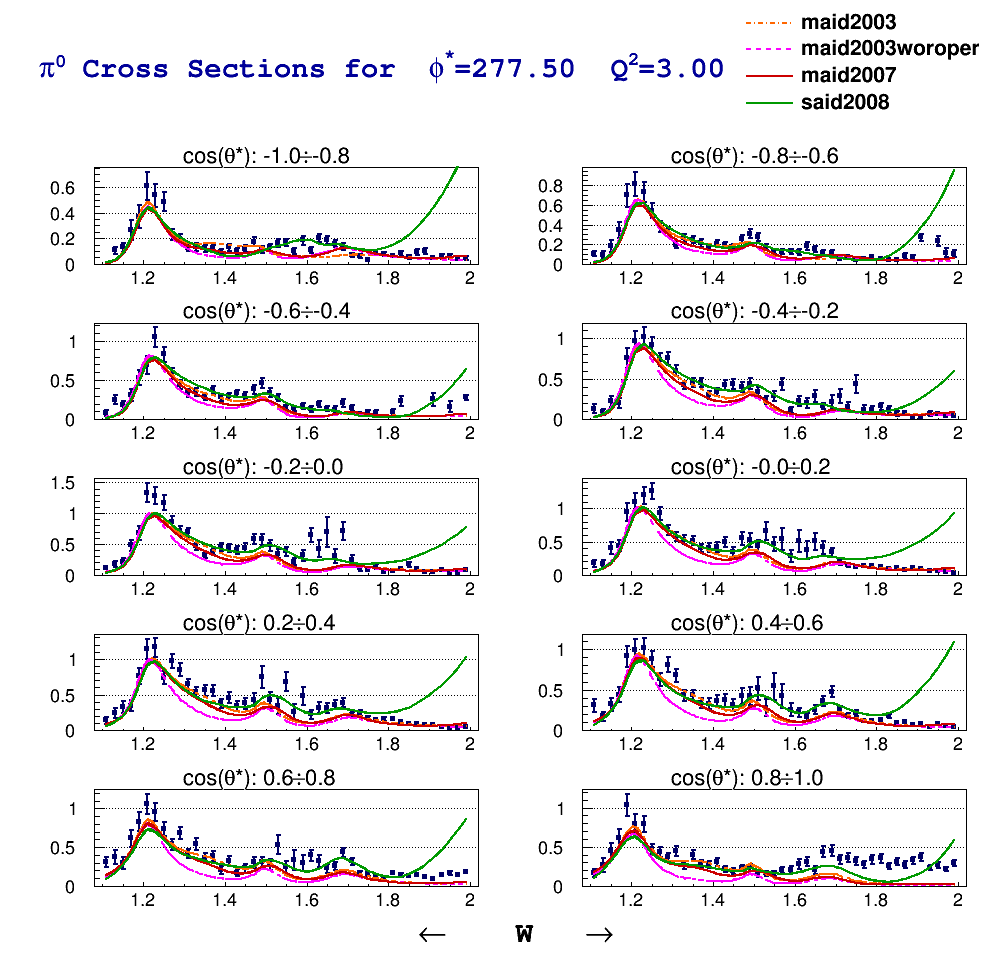 maid2003
maid2003woroper
maid2007
said2008
π⁰ Cross Sections for ϕ*=277.50 Q²=3.00
cos(θ*): -1.0÷-0.8
0.6
0.4
0.2
0
1.2 1.4 1.6 1.8 2
cos(θ*): -0.8÷-0.6
0.8
0.6
0.4
0.2
0
1.2 1.4 1.6 1.8 2
cos(θ*): -0.6÷-0.4
1
0.5
0
1.2 1.4 1.6 1.8 2
cos(θ*): -0.4÷-0.2
1
0.5
0
1.2 1.4 1.6 1.8 2
cos(θ*): -0.2÷0.0
1.5
1
0.5
0
1.2 1.4 1.6 1.8 2
cos(θ*): -0.0÷0.2
1
0.5
0
1.2 1.4 1.6 1.8 2
cos(θ*): 0.2÷0.4
1
0.5
0
1.2 1.4 1.6 1.8 2
cos(θ*): 0.4÷0.6
1
0.5
0
1.2 1.4 1.6 1.8 2
cos(θ*): 0.6÷0.8
1
0.5
0
1.2 1.4 1.6 1.8 2
cos(θ*): 0.8÷1.0
1
0.5
0
1.2 1.4 1.6 1.8 2
← W →